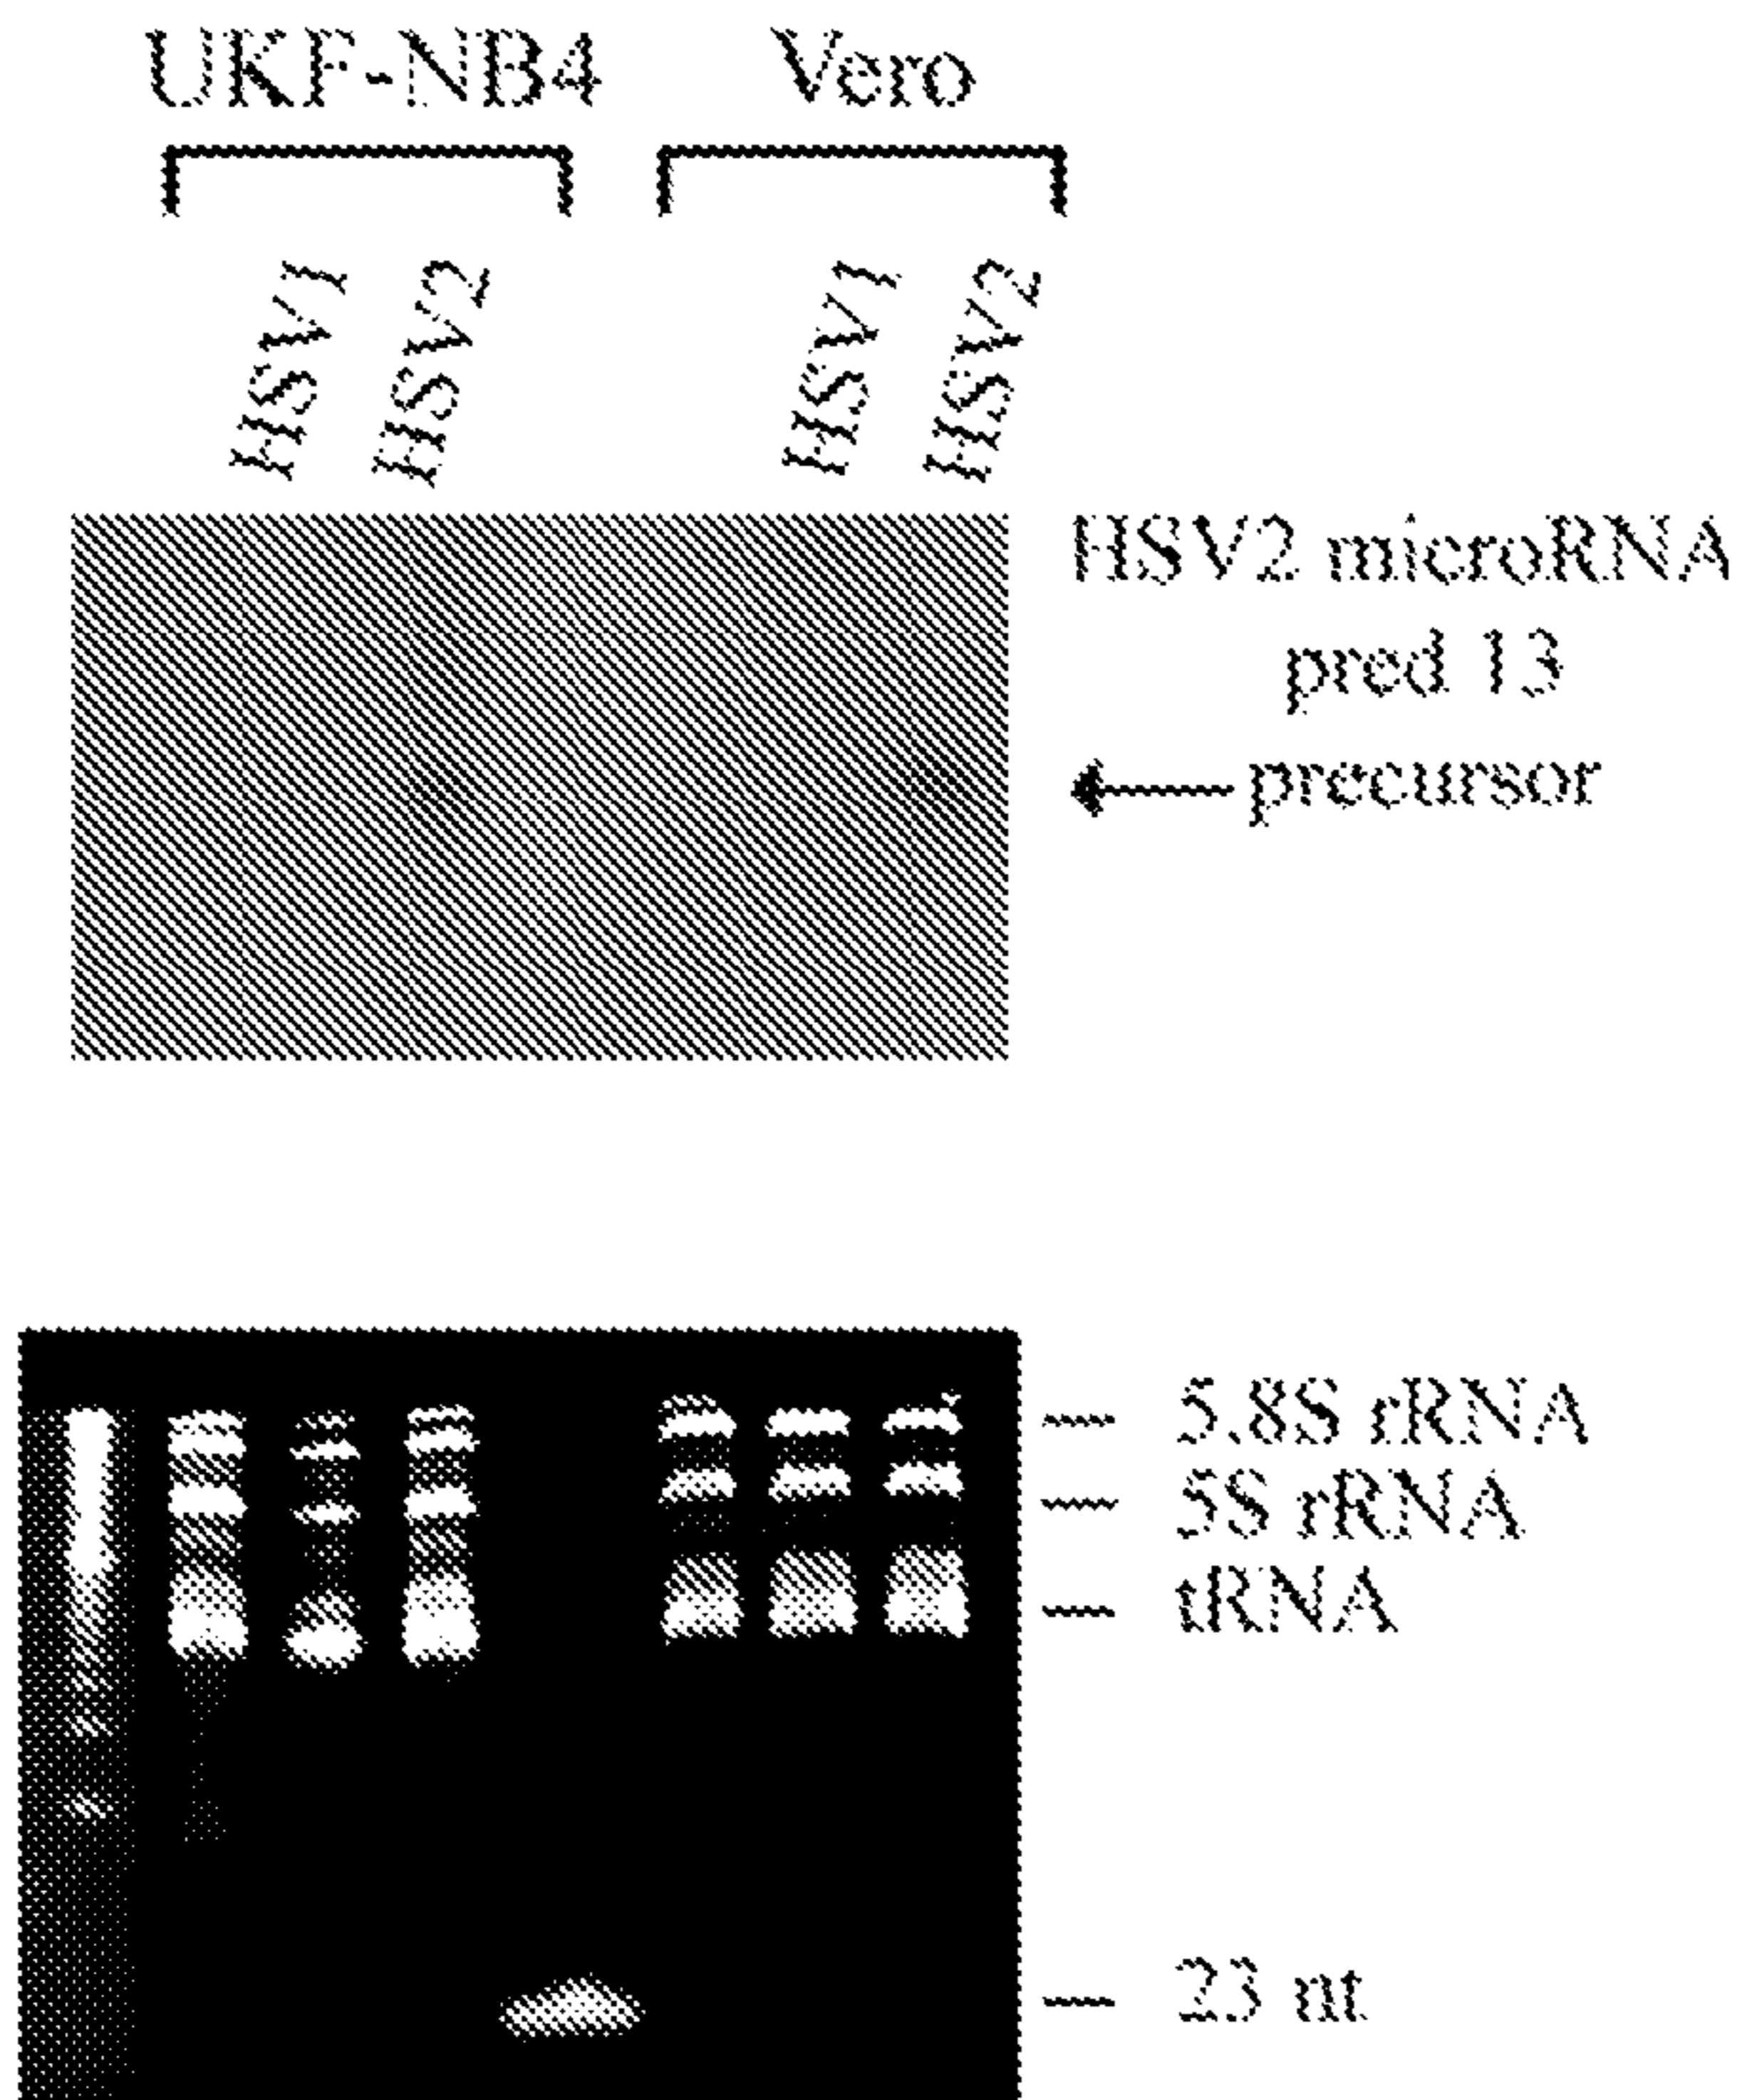 UKF-NB4 Vero
HSV1 HSV2 HSV1 HSV2
HSV2 microRNA
pred 13
precursor
5.8S rRNA
5S rRNA
tRNA
23 nt